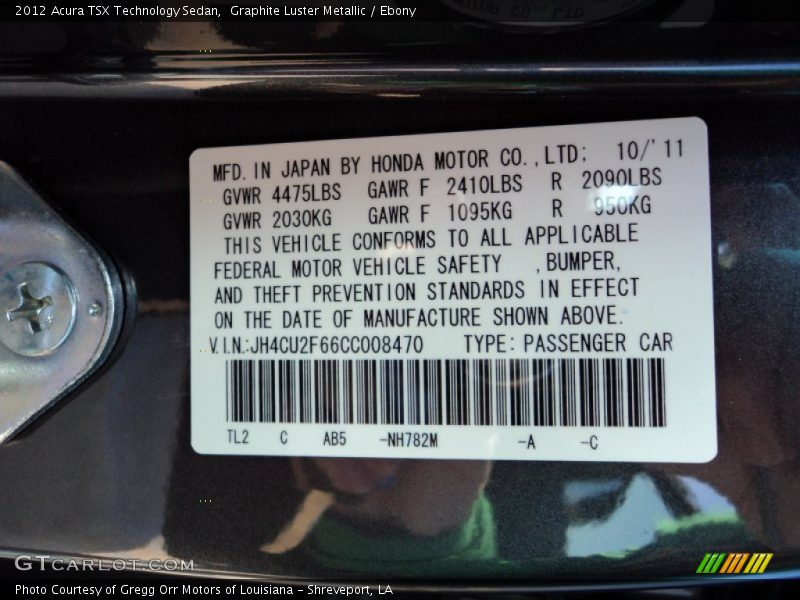 2012 Acura TSX Technology Sedan,  Graphite Luster Metallic / Ebony
MFD. IN JAPAN BY HONDA MOTOR CO.,LTD; 10/'11
GVWR 4475LBS GAWR F 2410LBS R 2090LBS
GVWR 2030KG GAWR F 1095KG R 950KG
THIS VEHICLE CONFORMS TO ALL APPLICABLE
FEDERAL MOTOR VEHICLE SAFETY ,BUMPER,
AND THEFT PREVENTION STANDARDS IN EFFECT
ON THE DATE OF MANUFACTURE SHOWN ABOVE.
V.I.N.:JH4CU2F66CC008470 TYPE: PASSENGER CAR
TL2 C AB5 -NH782M -A -C
GTCARLOT.COM
Photo Courtesy of Gregg Orr Motors of Louisiana – Shreveport, LA